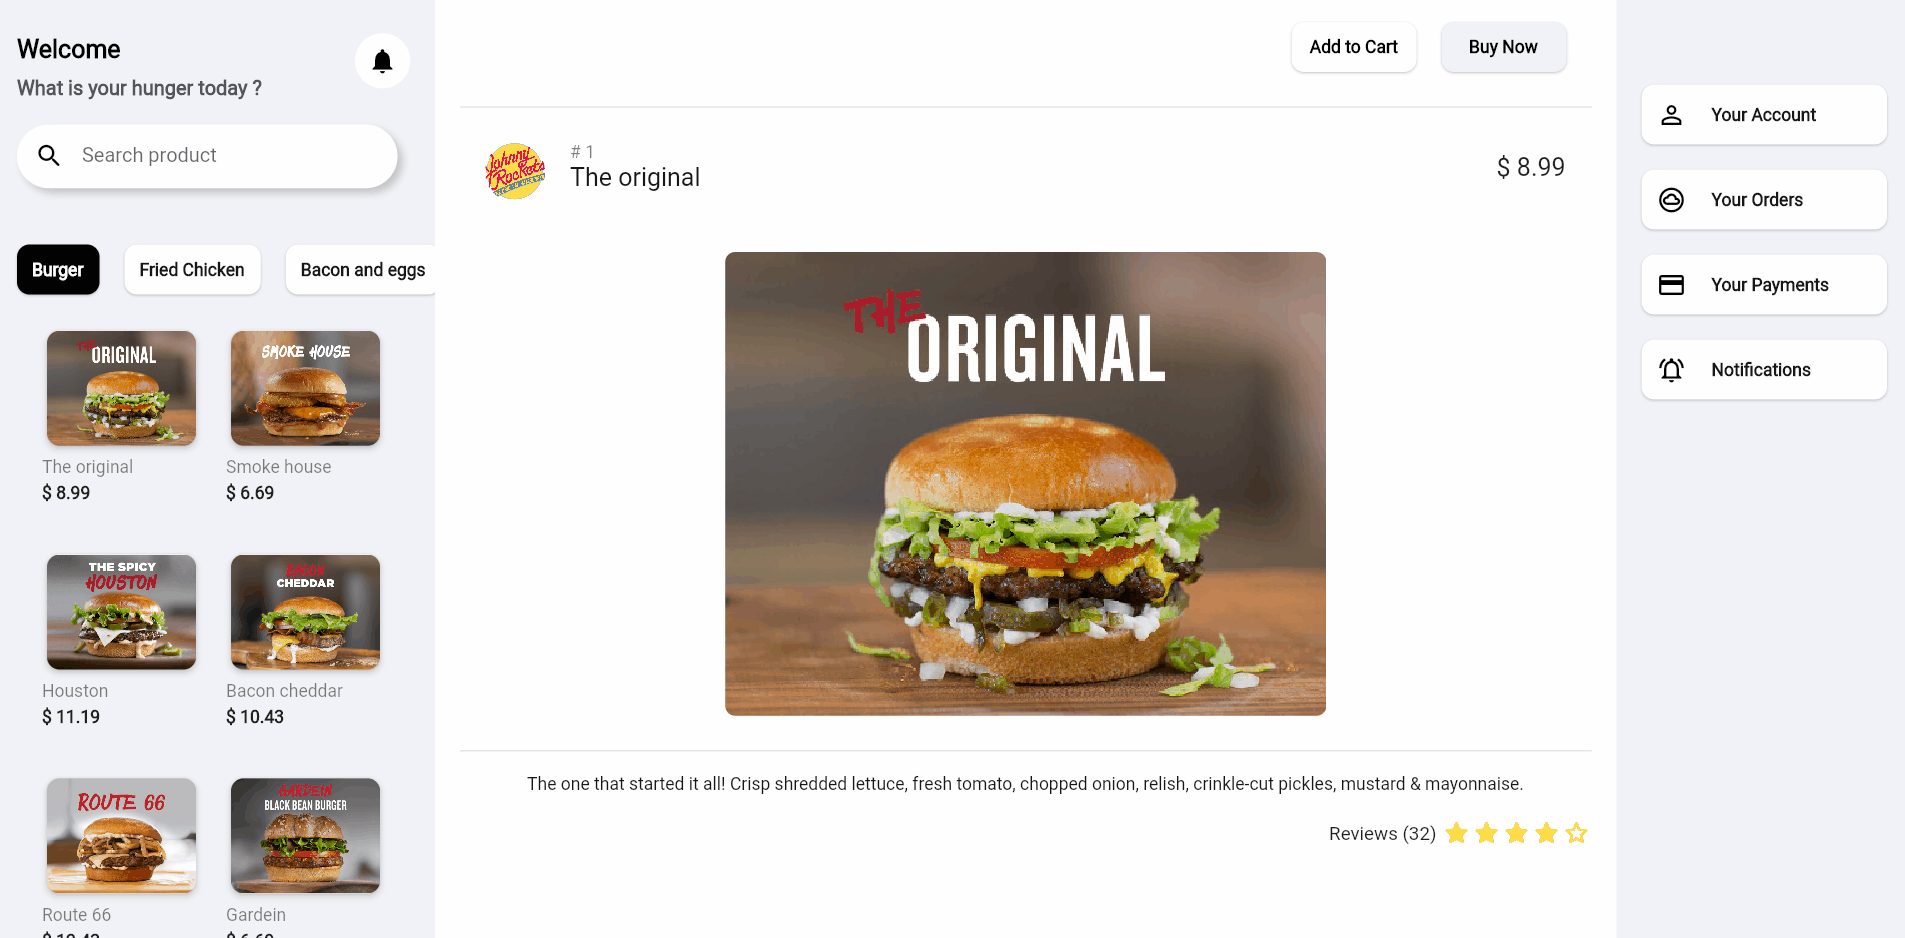 Welcome
What is your hunger today ?
Search product
Burger
Fried Chicken
Bacon and eggs
THE
ORIGINAL
The original
$ 8.99
SMOKE HOUSE
Smoke house
$ 6.69
THE SPICY
HOUSTON
Houston
$ 11.19
BACON
CHEDDAR
Bacon cheddar
$ 10.43
ROUTE 66
Route 66
GARDEIN
BLACK BEAN BURGER
Gardein
Add to Cart
Buy Now
Johnny
Rockets
# 1
The original
$ 8.99
THE
ORIGINAL
The one that started it all! Crisp shredded lettuce, fresh tomato, chopped onion, relish, crinkle-cut pickles, mustard & mayonnaise.
Reviews (32)
Your Account
Your Orders
Your Payments
Notifications